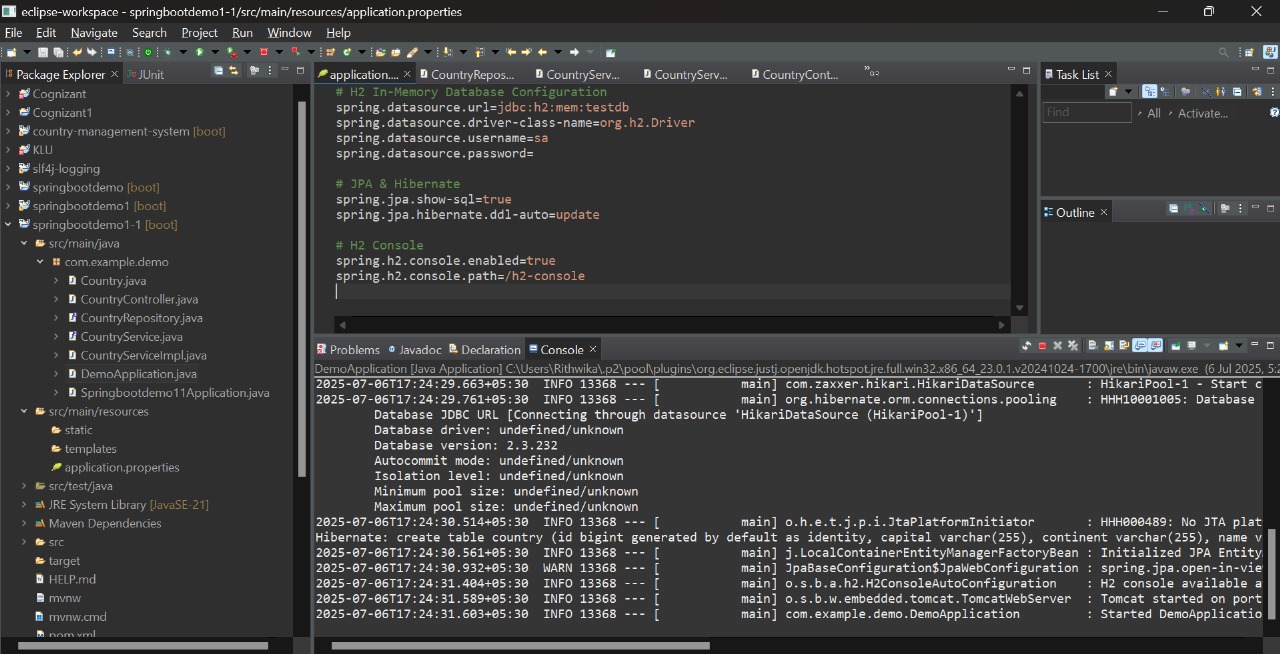 eclipse-workspace - springbootdemo1-1/src/main/resources/application.properties
File Edit Navigate Search Project Run Window Help
Package Explorer
JUnit
Cognizant
Cognizant1
country-management-system [boot]
KLU
slf4j-logging
springbootdemo [boot]
springbootdemo1 [boot]
springbootdemo1-1 [boot]
src/main/java
com.example.demo
Country.java
CountryController.java
CountryRepository.java
CountryService.java
CountryServiceImpl.java
DemoApplication.java
Springbootdemo11Application.java
src/main/resources
static
templates
application.properties
src/test/java
JRE System Library [JavaSE-21]
Maven Dependencies
src
target
HELP.md
mvnw
mvnw.cmd
pom.xml
application.... CountryRepos... CountryServ... CountryServ... CountryCont...
# H2 In-Memory Database Configuration
spring.datasource.url=jdbc:h2:mem:testdb
spring.datasource.driver-class-name=org.h2.Driver
spring.datasource.username=sa
spring.datasource.password=
# JPA & Hibernate
spring.jpa.show-sql=true
spring.jpa.hibernate.ddl-auto=update
# H2 Console
spring.h2.console.enabled=true
spring.h2.console.path=/h2-console
Task List
Find All Activate...
Outline
Problems Javadoc Declaration Console
DemoApplication [Java Application] C:\Users\Rithwika\.p2\pool\plugins\org.eclipse.justj.openjdk.hotspot.jre.full.win32.x86_64_23.0.1.v20241024-1700\jre\bin\javaw.exe (6 Jul 2025, 5:2
2025-07-06T17:24:29.663+05:30 INFO 13368 --- [ main] com.zaxxer.hikari.HikariDataSource : HikariPool-1 - Start c
2025-07-06T17:24:29.761+05:30 INFO 13368 --- [ main] org.hibernate.orm.connections.pooling : HHH10001005: Database
Database JDBC URL [Connecting through datasource 'HikariDataSource (HikariPool-1)']
Database driver: undefined/unknown
Database version: 2.3.232
Autocommit mode: undefined/unknown
Isolation level: undefined/unknown
Minimum pool size: undefined/unknown
Maximum pool size: undefined/unknown
2025-07-06T17:24:30.514+05:30 INFO 13368 --- [ main] o.h.e.t.j.p.i.JtaPlatformInitiator : HHH000489: No JTA plat
Hibernate: create table country (id bigint generated by default as identity, capital varchar(255), continent varchar(255), name v
2025-07-06T17:24:30.561+05:30 INFO 13368 --- [ main] j.LocalContainerEntityManagerFactoryBean : Initialized JPA Entity
2025-07-06T17:24:30.932+05:30 WARN 13368 --- [ main] JpaBaseConfiguration$JpaWebConfiguration : spring.jpa.open-in-vie
2025-07-06T17:24:31.404+05:30 INFO 13368 --- [ main] o.s.b.a.h2.H2ConsoleAutoConfiguration : H2 console available a
2025-07-06T17:24:31.589+05:30 INFO 13368 --- [ main] o.s.b.w.embedded.tomcat.TomcatWebServer : Tomcat started on port
2025-07-06T17:24:31.603+05:30 INFO 13368 --- [ main] com.example.demo.DemoApplication : Started DemoApplicatio